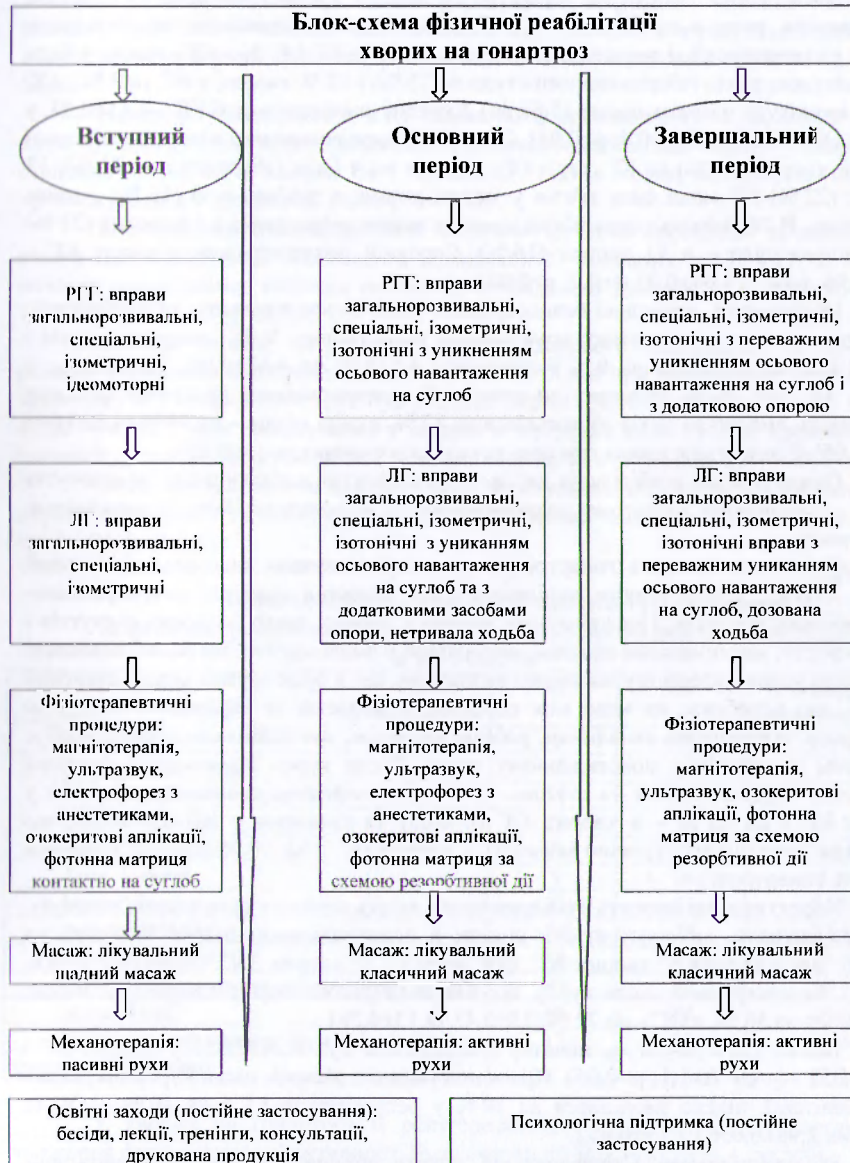 Блок-схема фізичної реабілітації
хворих на гонартроз
Вступний
період
РГГ: вправи
загальнорозвивальні,
спеціальні,
ізометричні,
ідеомоторні
ЛГ: вправи
загальнорозвивальні,
спеціальні,
ізометричні
Фізіотерапевтичні
процедури:
магнітотерапія,
ультразвук,
електрофорез з
анестетиками,
озокеритові аплікації,
фотонна матриця
контактно на суглоб
Масаж: лікувальний
щадний масаж
Механотерапія:
пасивні рухи
Основний
період
РГГ: вправи
загальнорозвивальні,
спеціальні, ізометричні,
ізотонічні з уникненням
осьового навантаження
на суглоб
ЛГ: вправи
загальнорозвивальні,
спеціальні, ізометричні,
ізотонічні з униканням
осьового навантаження
на суглоб та з
додатковими засобами
опори, нетривала ходьба
Фізіотерапевтичні
процедури:
магнітотерапія,
ультразвук,
електрофорез з
анестетиками,
озокеритові аплікації,
фотонна матриця за
схемою резорбтивної дії
Масаж: лікувальний
класичний масаж
Механотерапія: активні
рухи
Завершальний
період
РГГ: вправи
загальнорозвивальні,
спеціальні, ізометричні,
ізотонічні з переважним
уникненням осьового
навантаження на суглоб і
з додатковою опорою
ЛГ: вправи
загальнорозвивальні,
спеціальні, ізометричні,
ізотонічні вправи з
переважним униканням
осьового навантаження
на суглоб, дозована
ходьба
Фізіотерапевтичні
процедури:
магнітотерапія,
ультразвук, озокеритові
аплікації, фотонна
матриця за схемою
резорбтивної дії
Масаж: лікувальний
класичний масаж
Механотерапія: активні
рухи
Освітні заходи (постійне застосування):
бесіди, лекції, тренінги, консультації,
друкована продукція
Психологічна підтримка (постійне
застосування)